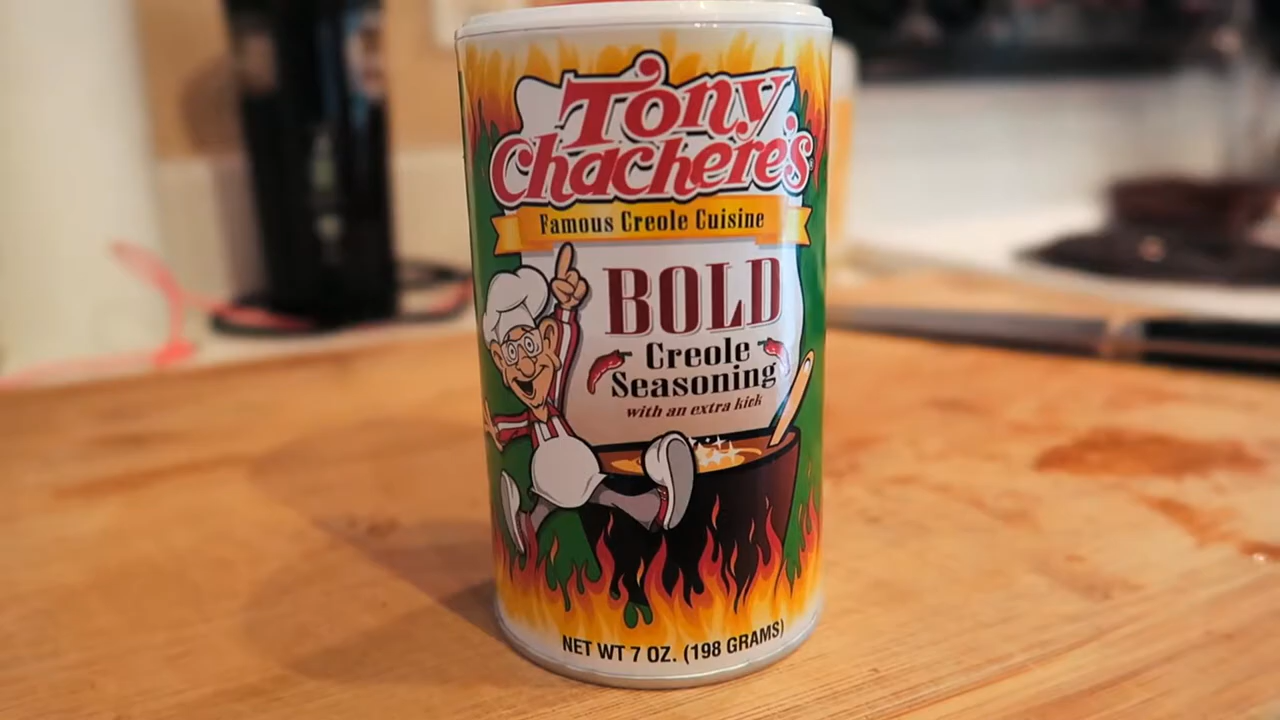 Tony
Chachere's
Famous Creole Cuisine
BOLD
Creole
Seasoning
with an extra kick
NET WT 7 OZ. (198 GRAMS)